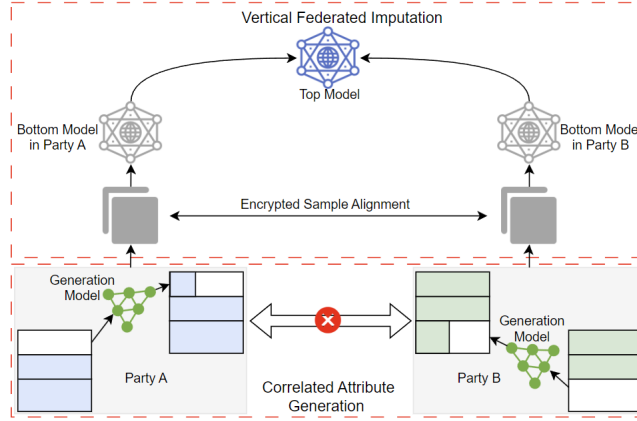 Vertical Federated Imputation
Top Model
Bottom Model
in Party A
Bottom Model
in Party B
Encrypted Sample Alignment
Generation
Model
Generation
Model
Party A
Correlated Attribute
Generation
Party B